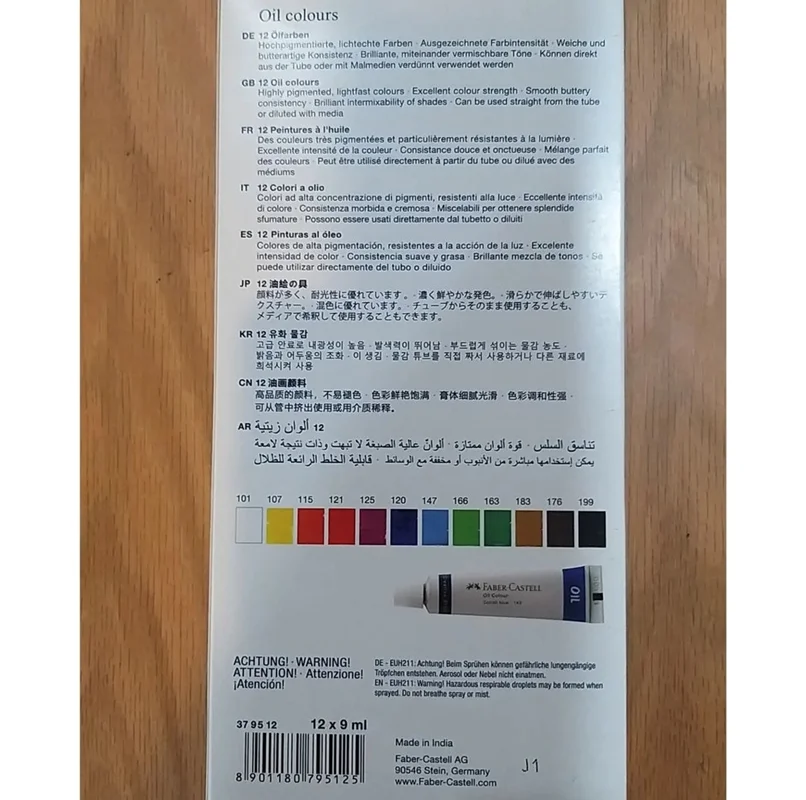 Oil colours
DE 12 Ölfarben
Hochpigmentierte, lichtechte Farben · Ausgezeichnete Farbintensität · Weiche und
butterartige Konsistenz · Brilliante, miteinander vermischbare Töne · Können direkt
aus der Tube oder mit Malmedien verdünnt verwendet werden
GB 12 Oil colours
Highly pigmented, lightfast colours · Excellent colour strength · Smooth buttery
consistency · Brilliant intermixability of shades · Can be used straight from the tube
or diluted with media
FR 12 Peintures à l'huile
Des couleurs très pigmentées et particulièrement résistantes à la lumière ·
Excellente intensité de la couleur · Consistance douce et onctueuse · Mélange parfait
des couleurs · Peut être utilisé directement à partir du tube ou dilué avec des
médiums
IT 12 Colori a olio
Colori ad alta concentrazione di pigmenti, resistenti alla luce · Eccellente intensità
di colore · Consistenza morbida e cremosa · Miscelabili per ottenere splendide
sfumature · Possono essere usati direttamente dal tubetto o diluiti
ES 12 Pinturas al óleo
Colores de alta pigmentación, resistentes a la acción de la luz · Excelente
intensidad de color · Consistencia suave y grasa · Brillante mezcla de tonos · Se
puede utilizar directamente del tubo o diluido
JP 12 油絵の具
顔料が多く、耐光性に優れています。· 濃く鮮やかな発色。· 滑らかで伸ばしやすいテ
クスチャー。· 混色に優れています。· チューブからそのまま使用することも、
メディアで希釈して使用することもできます。
KR 12 유화 물감
고급 안료로 내광성이 높음 · 발색력이 뛰어남 · 부드럽게 섞이는 물감 농도 ·
밝음과 어두움의 조화 · 이 생김 · 물감 튜브를 직접 짜서 사용하거나 다른 재료에
희석시켜 사용
CN 12 油画颜料
高品质的颜料，不易褪色 · 色彩鲜艳饱满 · 膏体细腻光滑 · 色彩调和性强 ·
可从管中挤出使用或用介质稀释。
AR ألوان زيتية 12
تناسق السلس · قوة ألوان ممتازة · ألوانٌ عالية الصبغة لا تبهت وذات نتيجة لامعة
يمكن إستخدامها مباشرة من الأنبوب أو مخففة مع الوسائط · قابلية الخلط الرائعة للظلال
101 107 115 121 125 120 147 166 163 183 176 199
FABER-CASTELL
Oil Colour
OIL
ACHTUNG! · WARNING!
ATTENTION! · Attenzione!
¡Atención!
DE - EUH211: Achtung! Beim Sprühen können gefährliche lungengängige
Tröpfchen entstehen. Aerosol oder Nebel nicht einatmen.
EN - EUH211: Warning! Hazardous respirable droplets may be formed when
sprayed. Do not breathe spray or mist.
37 95 12 12 x 9 ml
8 901180 795125
Made in India
Faber-Castell AG
90546 Stein, Germany
www.Faber-Castell.com
J1